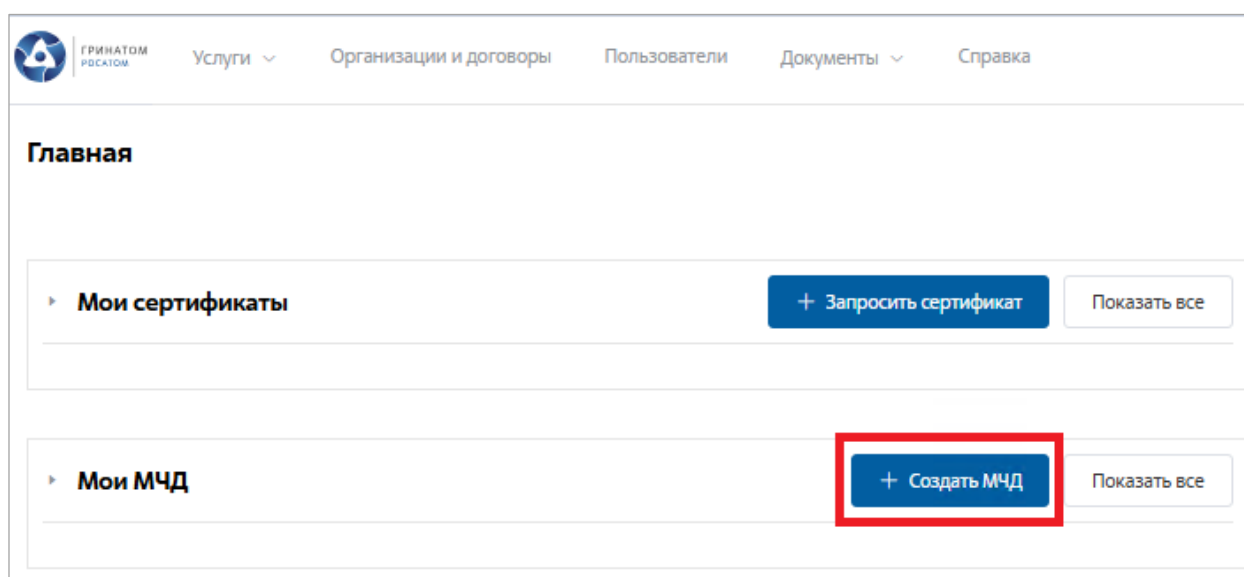 ГРИНАТОМ
РОСАТОМ
Услуги Организации и договоры Пользователи Документы Справка
Главная
Мои сертификаты + Запросить сертификат Показать все
Мои МЧД + Создать МЧД Показать все